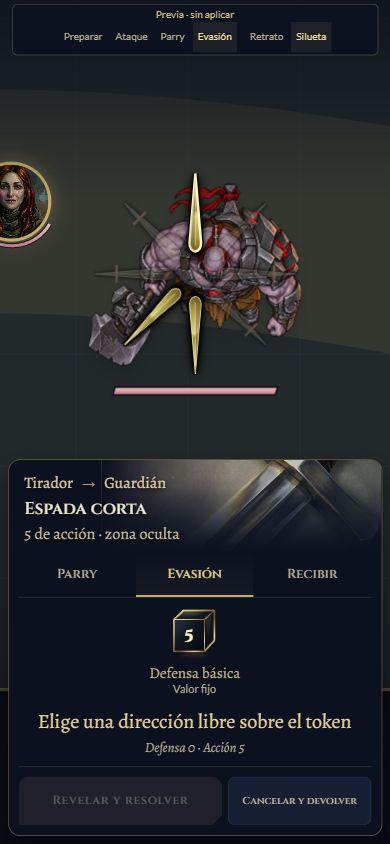 Previa · sin aplicar
Preparar Ataque Parry Evasión Retrato Silueta
Tirador → Guardián
Espada corta
5 de acción · zona oculta
Parry Evasión Recibir
5
Defensa básica
Valor fijo
Elige una dirección libre sobre el token
Defensa 0 · Acción 5
Revelar y resolver Cancelar y devolver